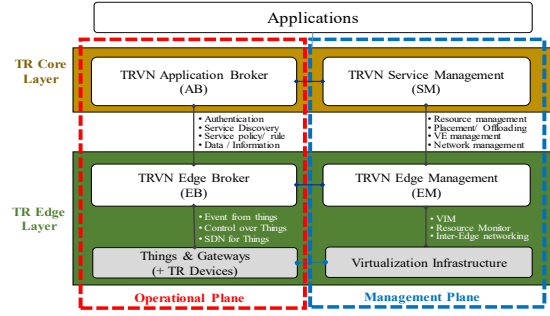 Applications
TR Core
Layer
TRVN Application Broker
(AB)
TRVN Service Management
(SM)
• Authentication
• Service Discovery
• Service policy/ rule
• Data / Information
• Resource management
• Placement/ Offloading
• VE management
• Network management
TR Edge
Layer
TRVN Edge Broker
(EB)
TRVN Edge Management
(EM)
• Event from things
• Control over Things
• SDN for Things
• VIM
• Resource Monitor
• Inter-Edge networking
Things & Gateways
(+ TR Devices)
Virtualization Infrastructure
Operational Plane
Management Plane